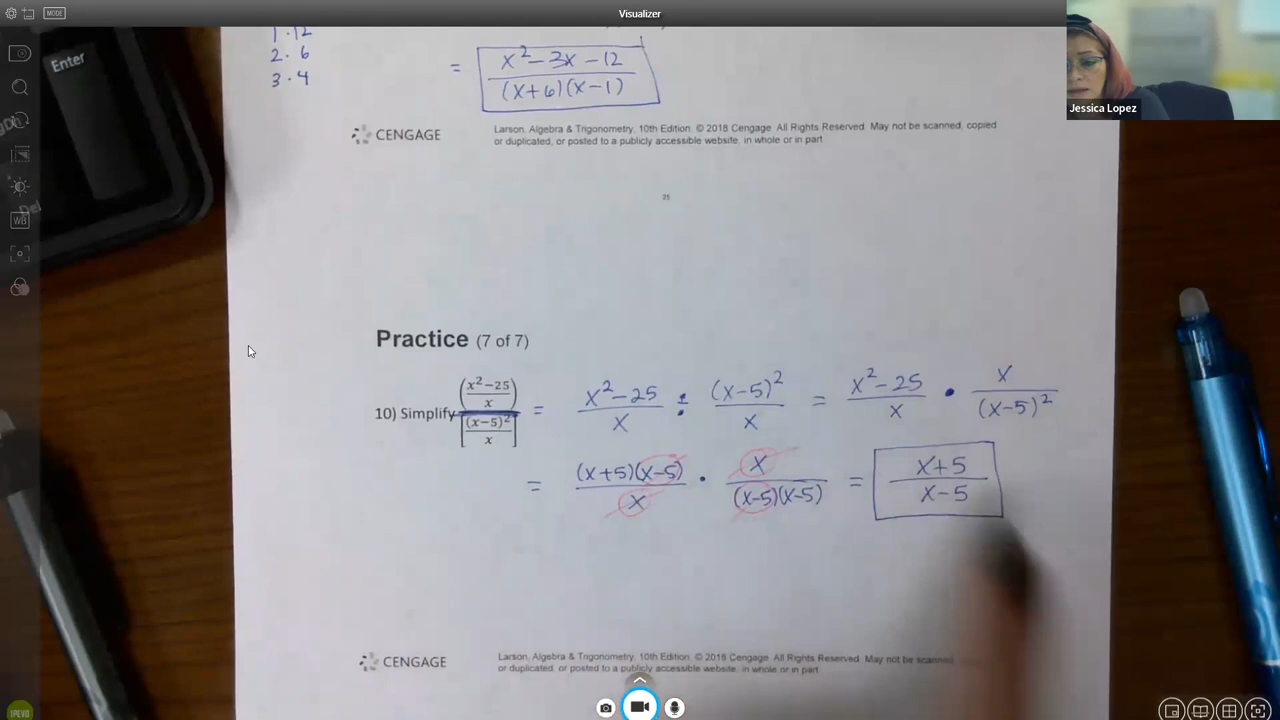 MODE
Visualizer
Enter
Del
WB
1 · 12
2 · 6
3 · 4
= x² - 3x - 12 / (x+6)(x-1)
Jessica Lopez
CENGAGE
Larson, Algebra & Trigonometry, 10th Edition. © 2018 Cengage. All Rights Reserved. May not be scanned, copied
or duplicated, or posted to a publicly accessible website, in whole or in part.
25
Practice (7 of 7)
10) Simplify (x²−25 / x) / [(x−5)² / x] = x² - 25 / x ÷ (x-5)² / x = x² - 25 / x • x / (x-5)²
= (x+5)(x-5) / x · x / (x-5)(x-5) = x+5 / x-5
CENGAGE
Larson, Algebra & Trigonometry, 10th Edition. © 2018 Cengage. All Rights Reserved. May not be scanned
or duplicated, or posted to a publicly accessible website, in whole or in part.
IPEVO